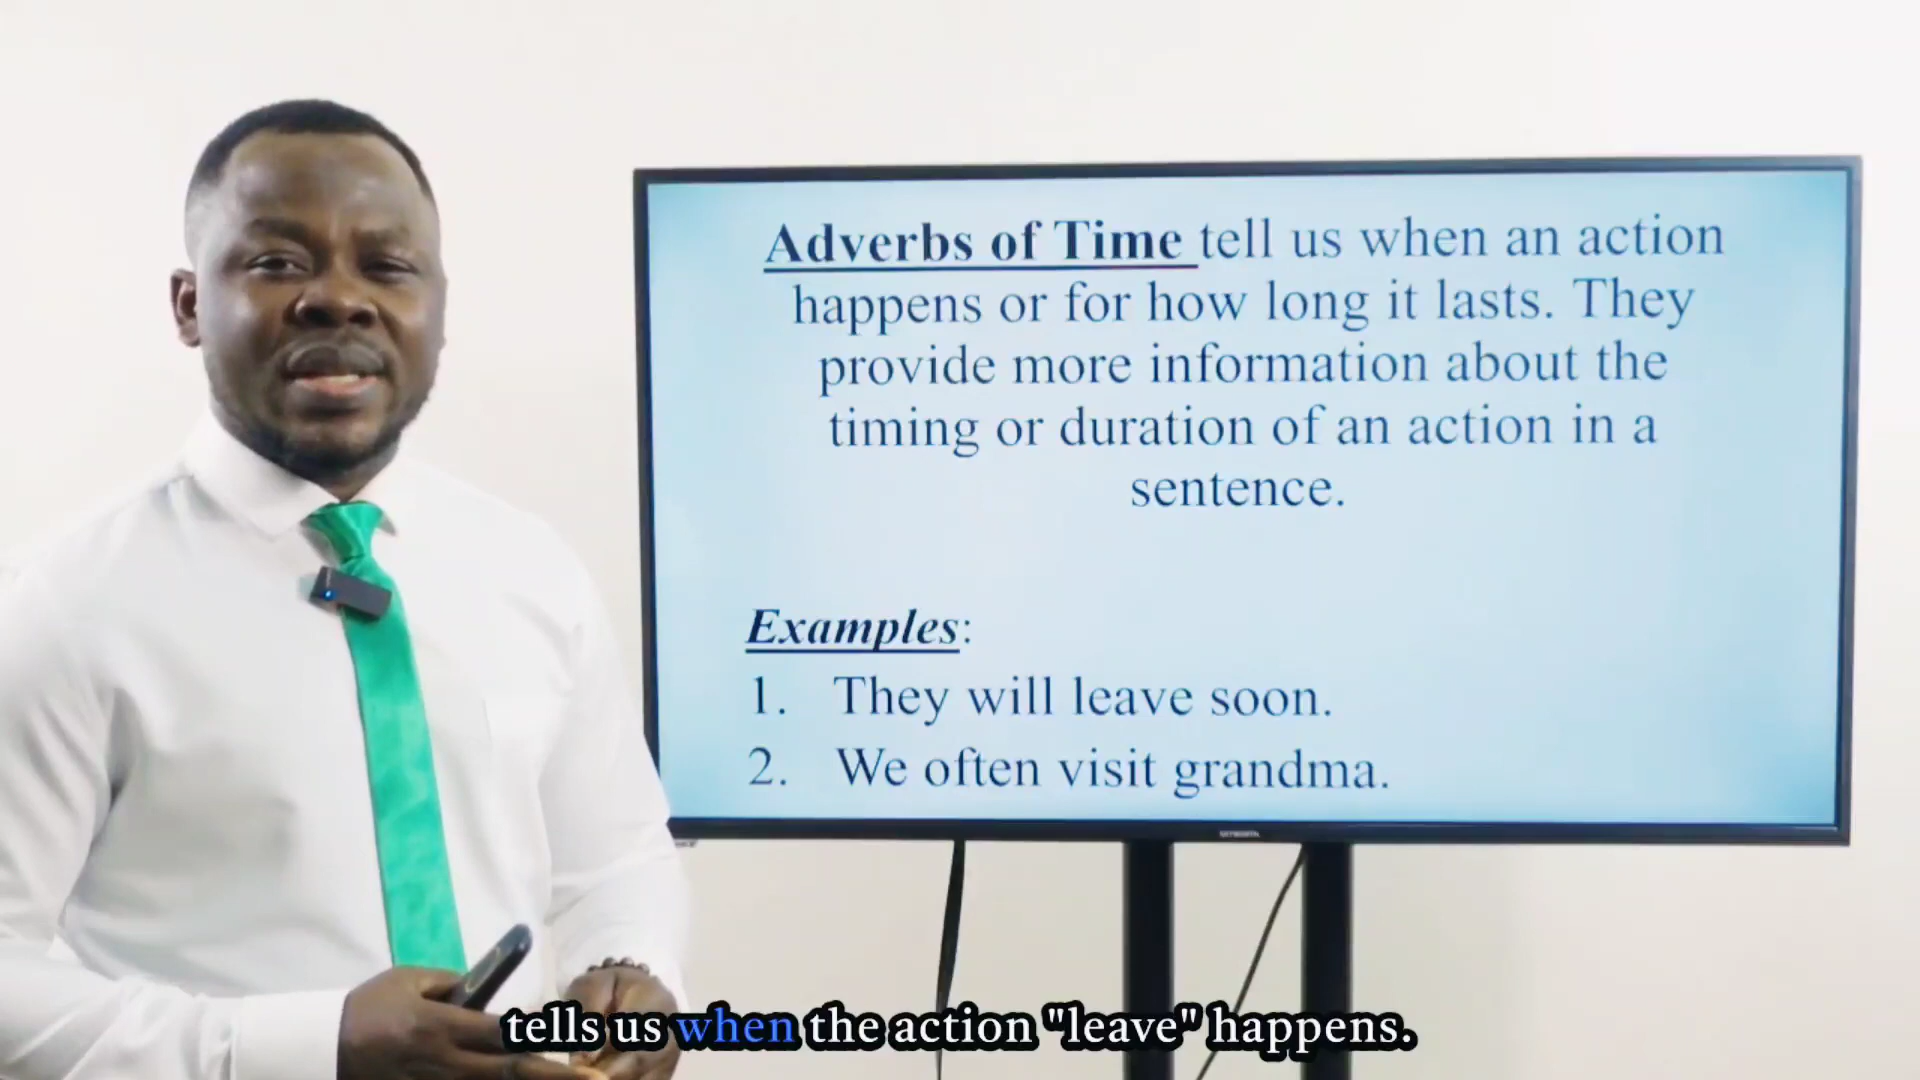 Adverbs of Time tell us when an action
happens or for how long it lasts. They
provide more information about the
timing or duration of an action in a
sentence.
Examples:
1. They will leave soon.
2. We often visit grandma.
tells us when the action "leave" happens.